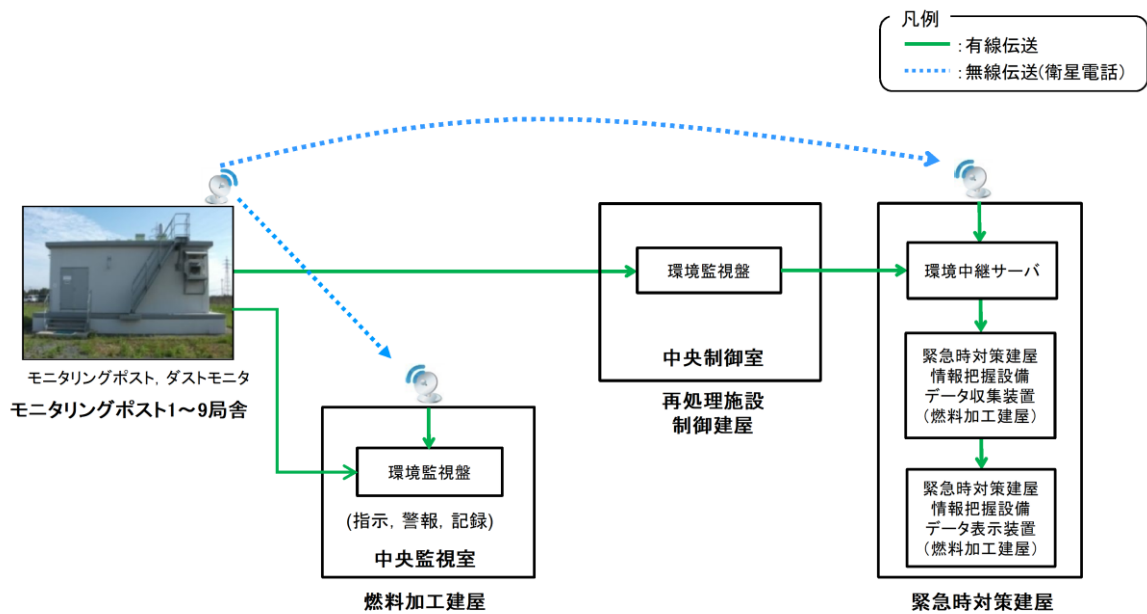 凡例
:有線伝送
:無線伝送(衛星電話)
モニタリングポスト, ダストモニタ
モニタリングポスト1～9局舎
環境監視盤
(指示, 警報, 記録)
中央監視室
燃料加工建屋
環境監視盤
中央制御室
再処理施設
制御建屋
環境中継サーバ
緊急時対策建屋
情報把握設備
データ収集装置
(燃料加工建屋)
緊急時対策建屋
情報把握設備
データ表示装置
(燃料加工建屋)
緊急時対策建屋